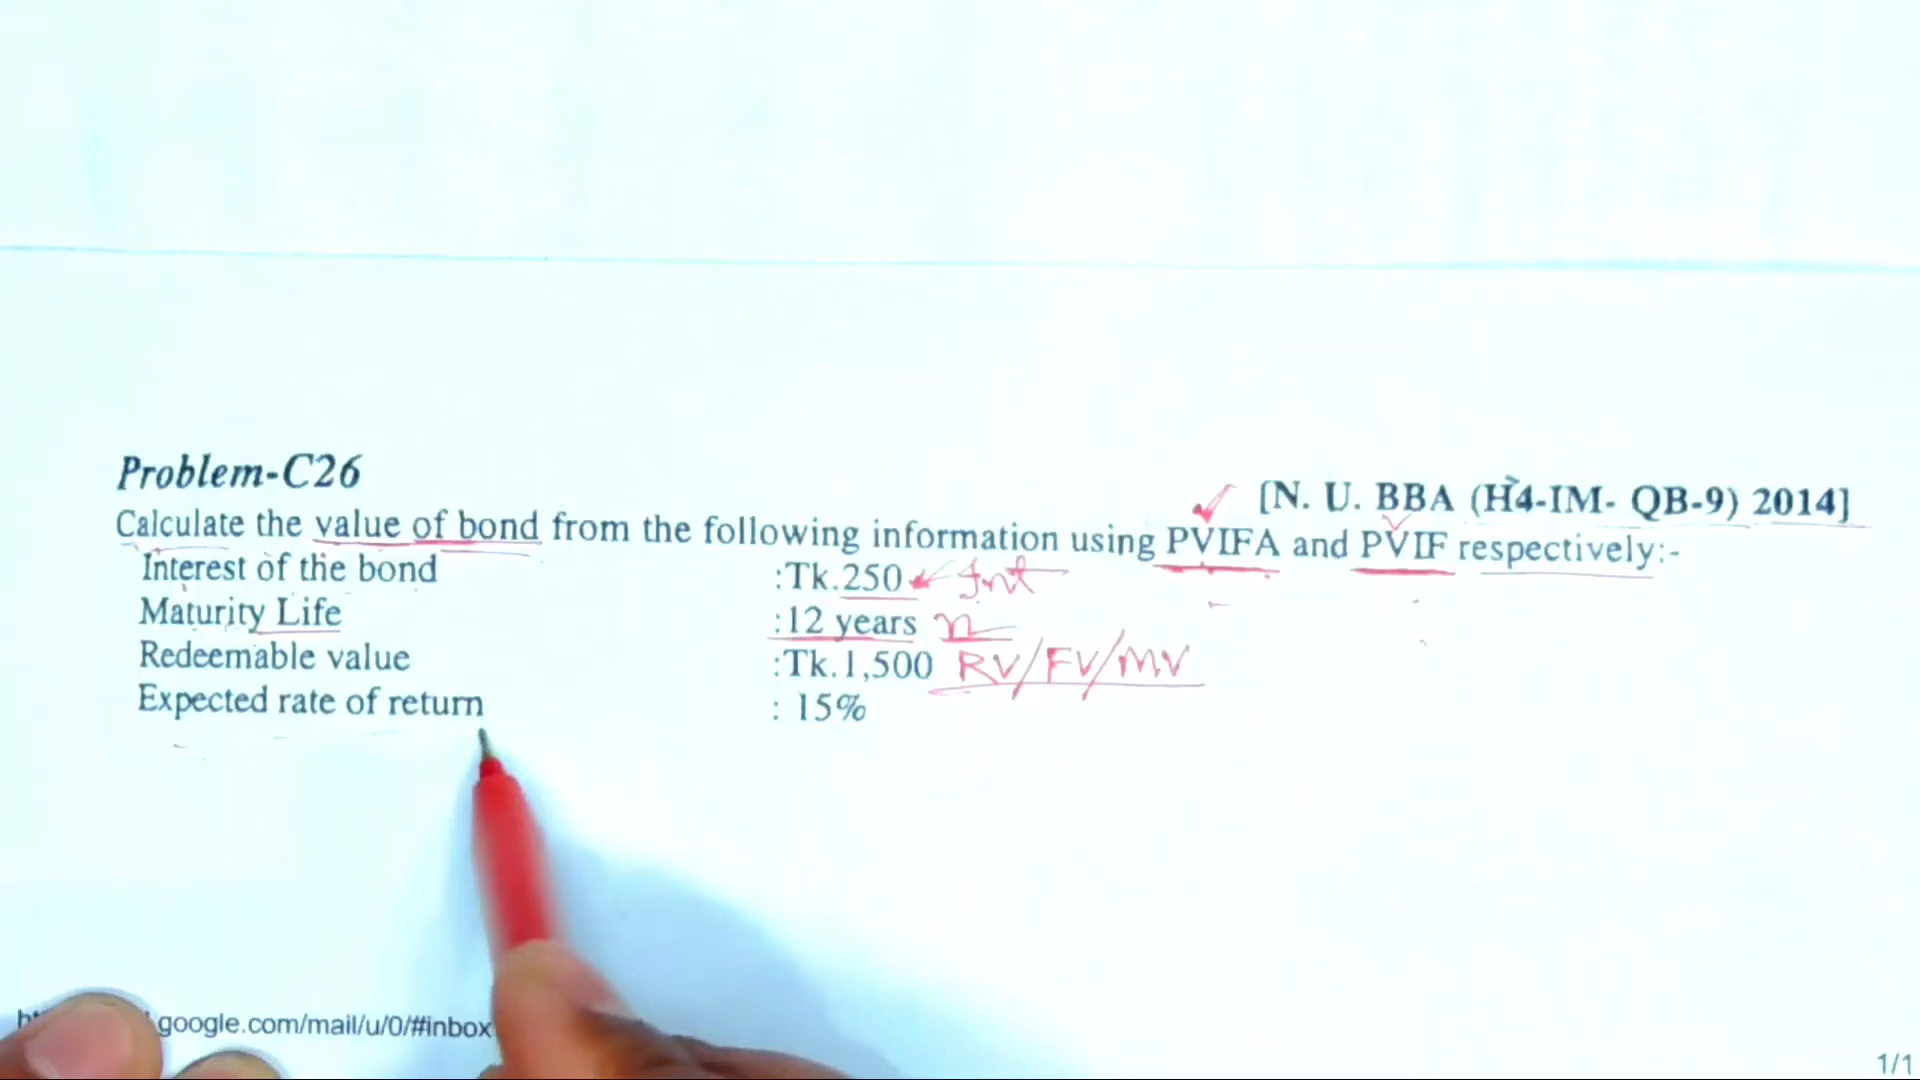 Problem-C26
[N. U. BBA (H4-IM- QB-9) 2014]
Calculate the value of bond from the following information using PVIFA and PVIF respectively:-
Interest of the bond :Tk.250 Int
Maturity Life :12 years n
Redeemable value :Tk.1,500 RV/FV/MV
Expected rate of return : 15%
google.com/mail/u/0/#inbox
1/1